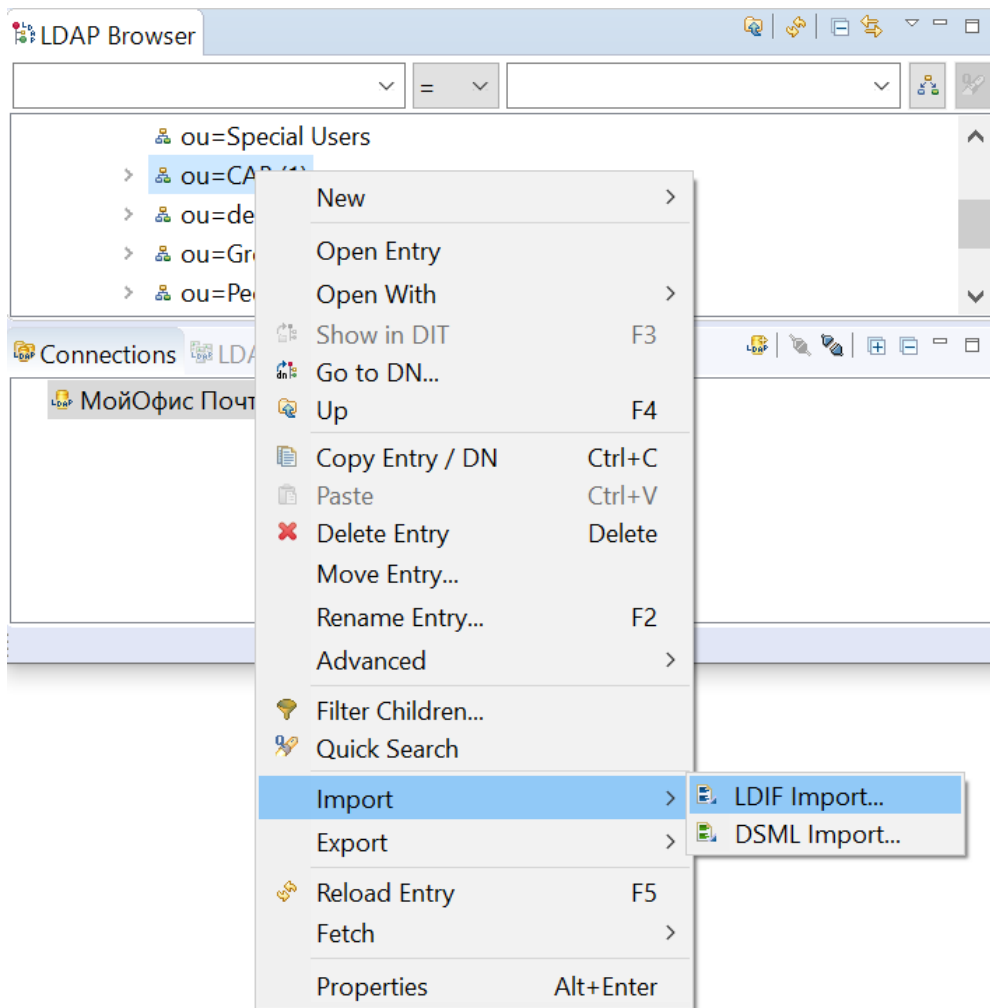 LDAP Browser
=
ou=Special Users
ou=CAP (1)
ou=de
ou=Gr
ou=Pe
New
Open Entry
Open With
Show in DIT F3
Connections LDA
Go to DN...
МойОфис Почт
Up F4
Copy Entry / DN Ctrl+C
Paste Ctrl+V
Delete Entry Delete
Move Entry...
Rename Entry... F2
Advanced
Filter Children...
Quick Search
Import
LDIF Import...
DSML Import...
Export
Reload Entry F5
Fetch
Properties Alt+Enter